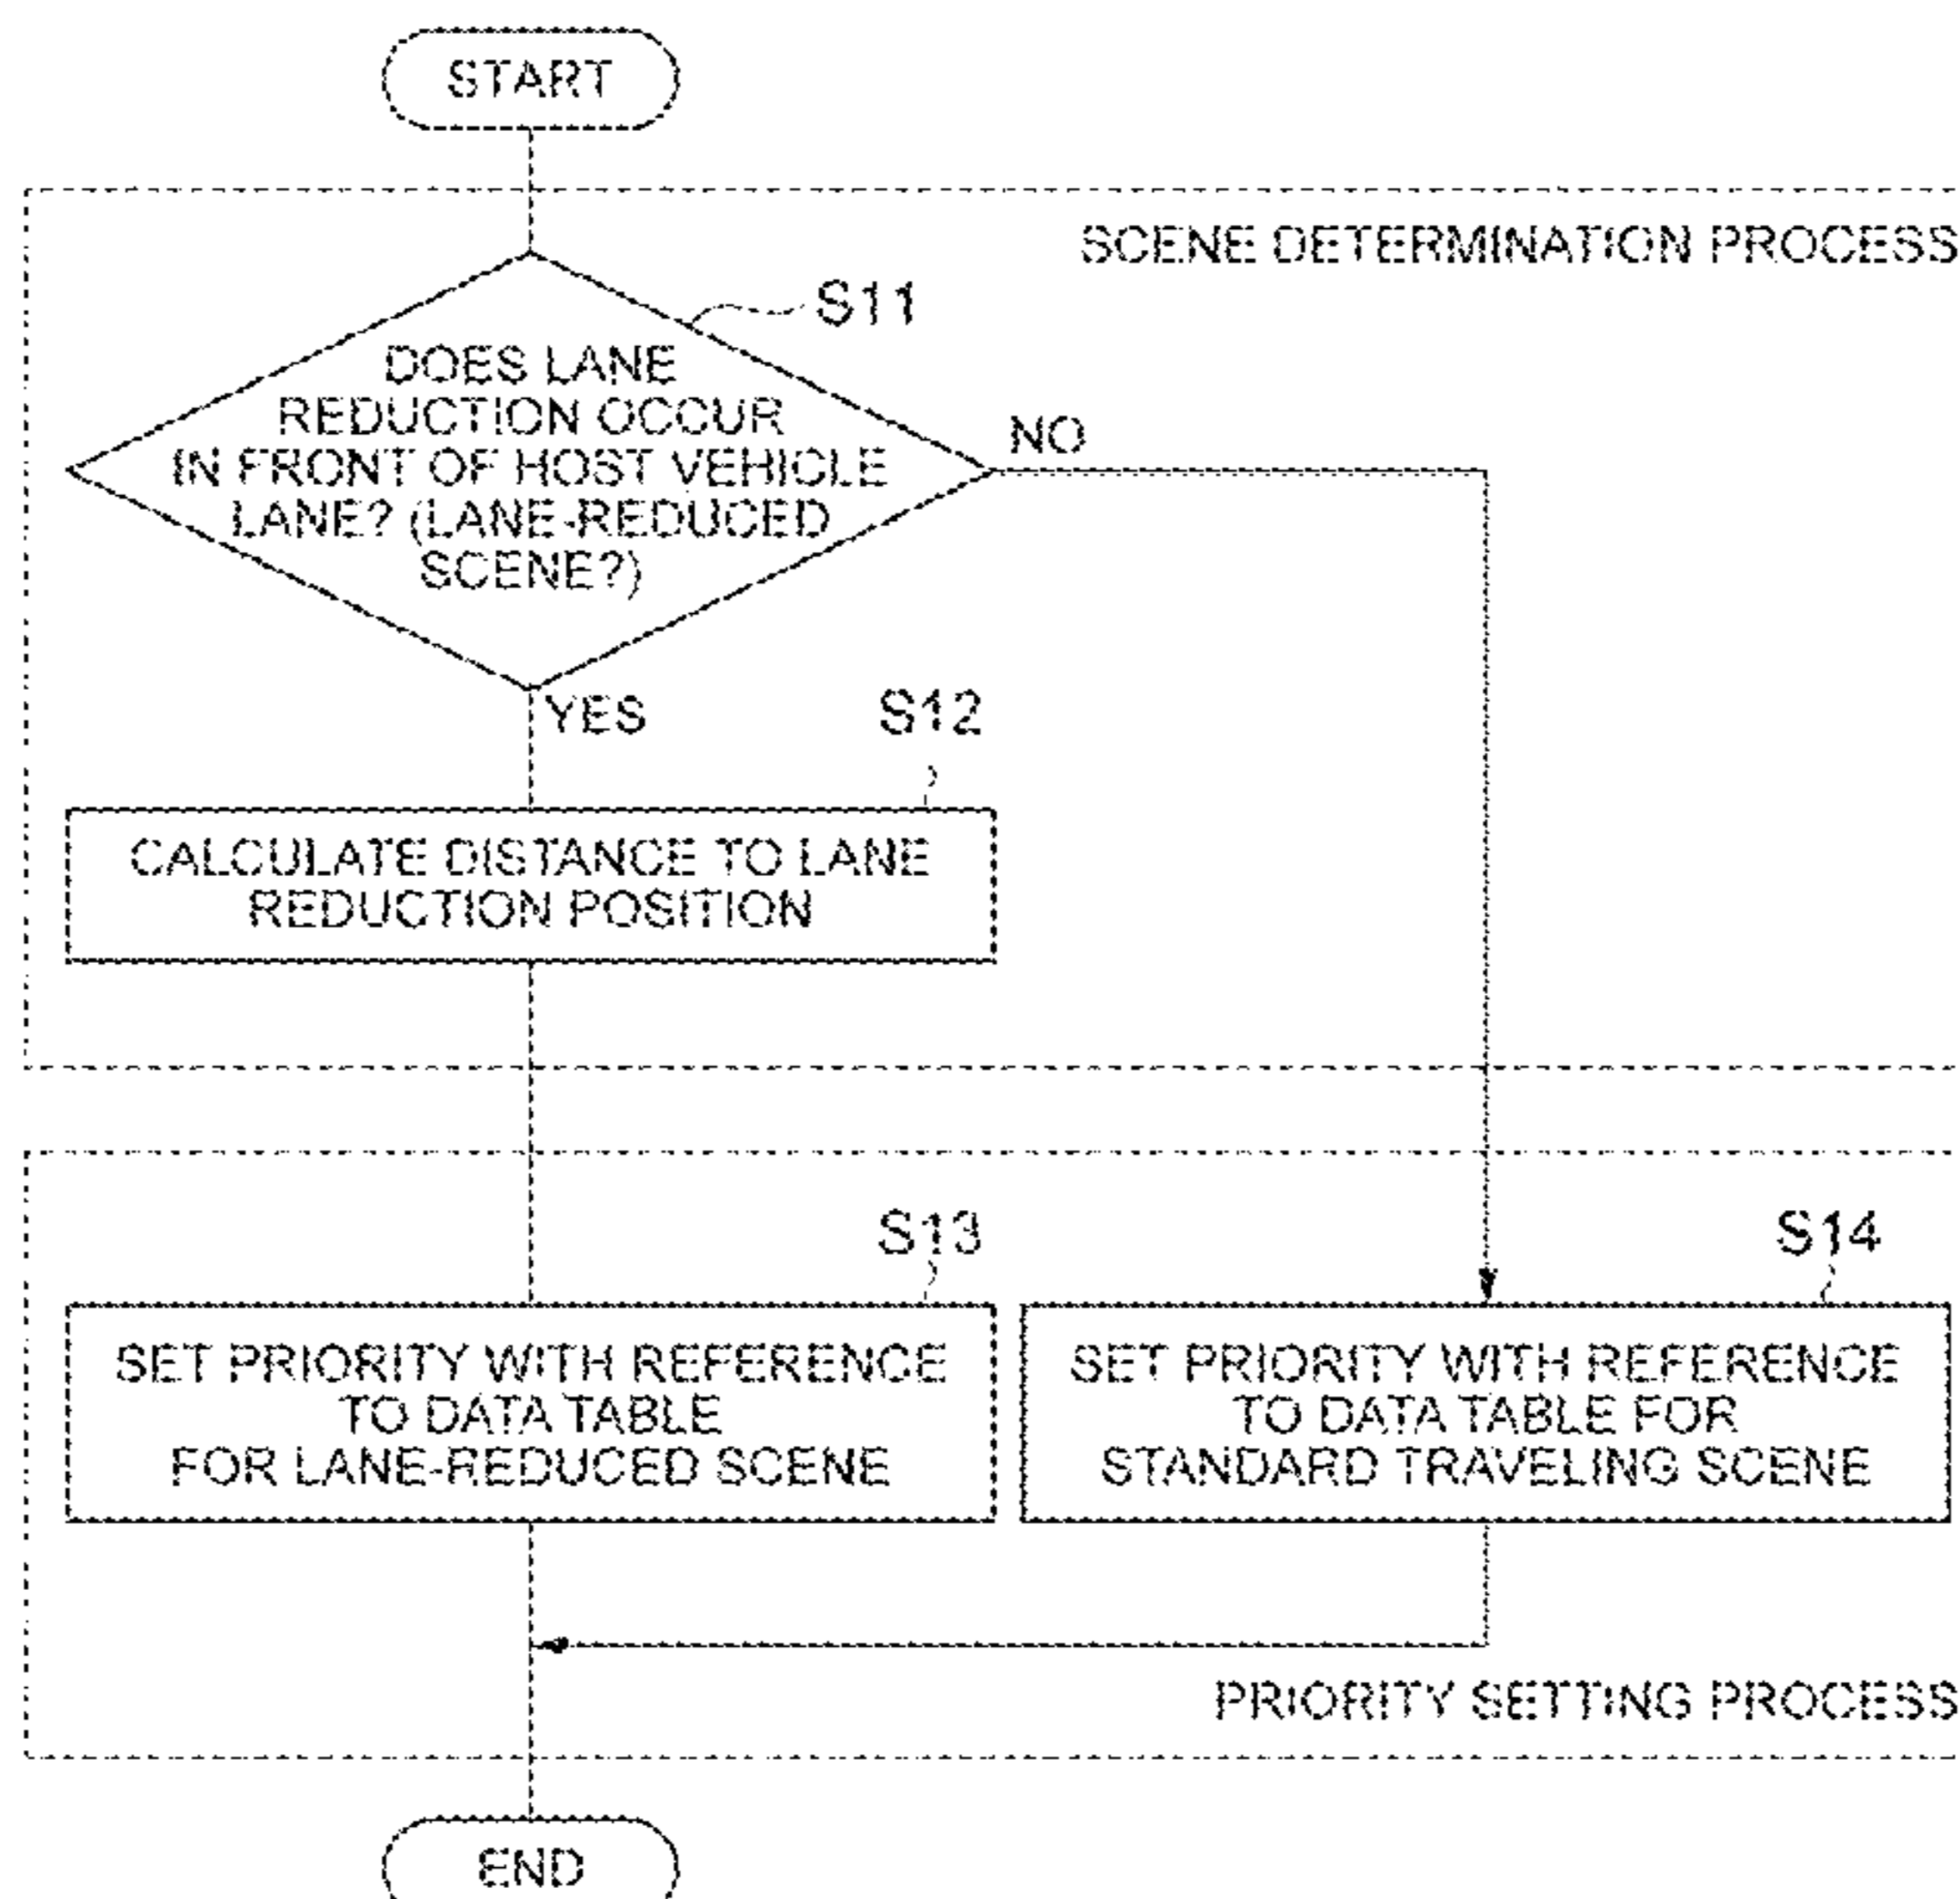 START
SCENE DETERMINATION PROCESS
S11
DOES LANE
REDUCTION OCCUR
IN FRONT OF HOST VEHICLE
LANE? (LANE-REDUCED
SCENE?)
NO
YES
S12
CALCULATE DISTANCE TO LANE
REDUCTION POSITION
S13
SET PRIORITY WITH REFERENCE
TO DATA TABLE
FOR LANE-REDUCED SCENE
S14
SET PRIORITY WITH REFERENCE
TO DATA TABLE FOR
STANDARD TRAVELING SCENE
PRIORITY SETTING PROCESS
END